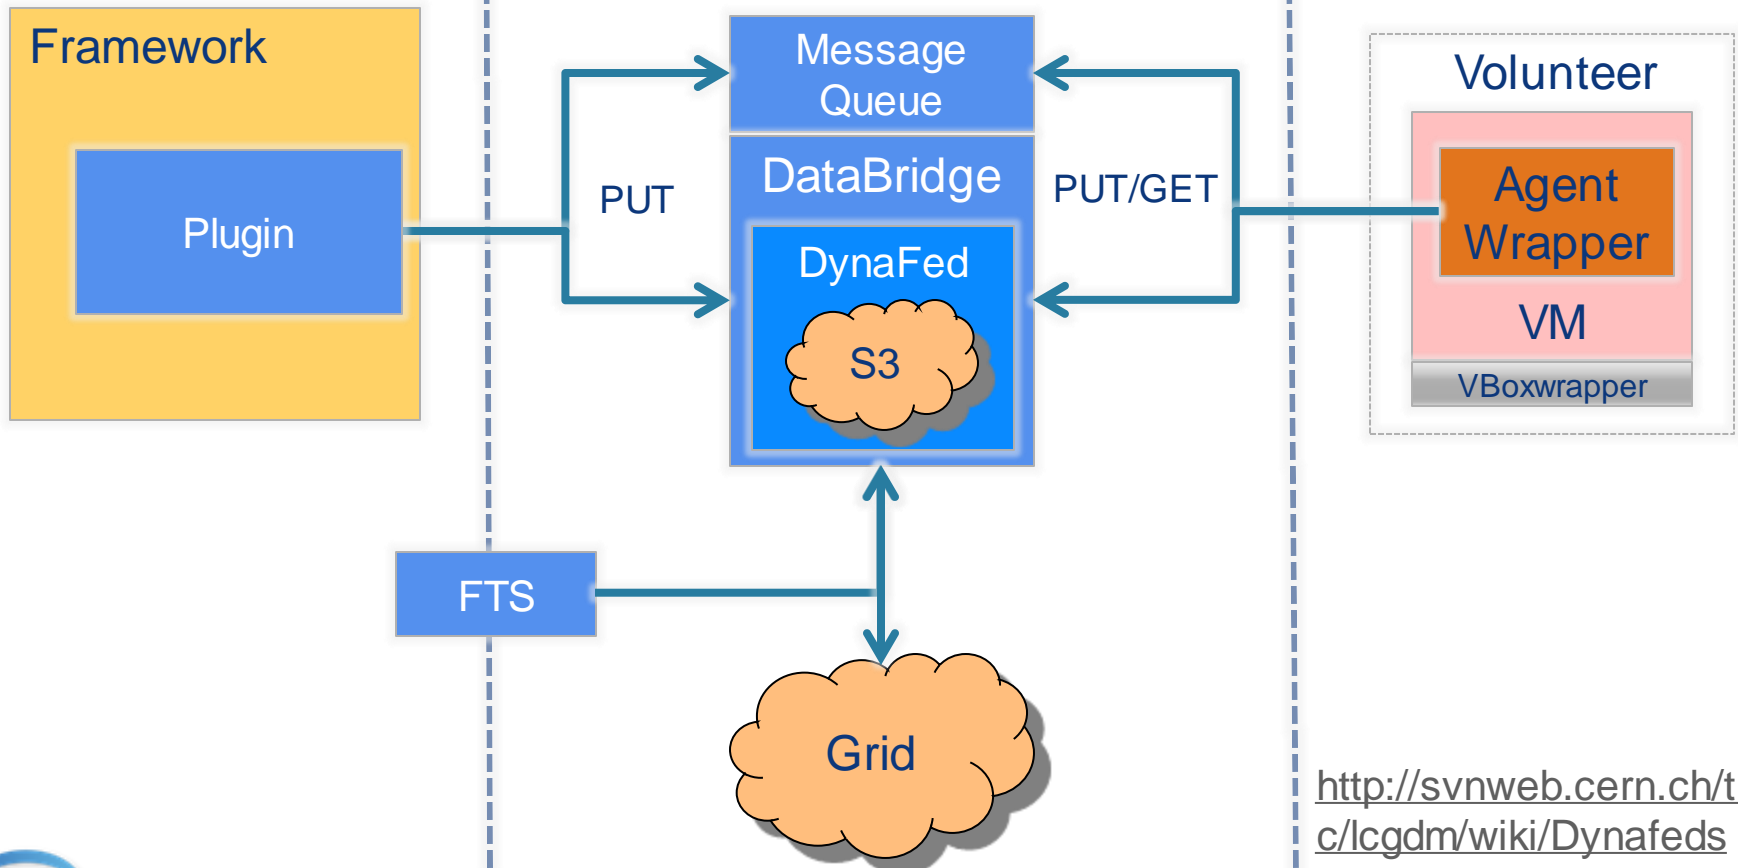 Framework
Plugin
PUT
Message
Queue
DataBridge
DynaFed
S3
PUT/GET
Volunteer
Agent
Wrapper
VM
VBoxwrapper
FTS
Grid
http://svnweb.cern.ch/t
c/lcgdm/wiki/Dynafeds